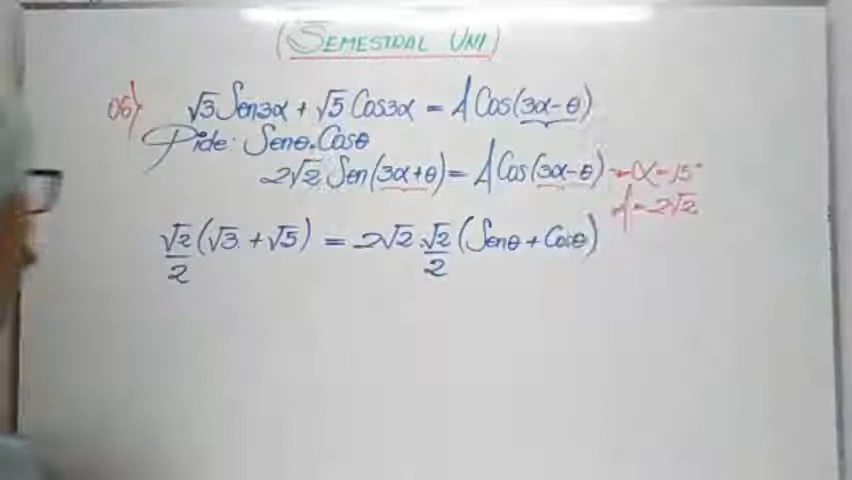 (SEMESTRAL UNI)
06) √3 Sen3α + √5 Cos3α = A Cos(3α-θ)
Pide: Senθ.Cosθ
2√2 Sen(3α+θ) = A Cos(3α-θ) → α=15°
A=2√2
√2/2 (√3 + √5) = 2√2 · √2/2 (Senθ + Cosθ)